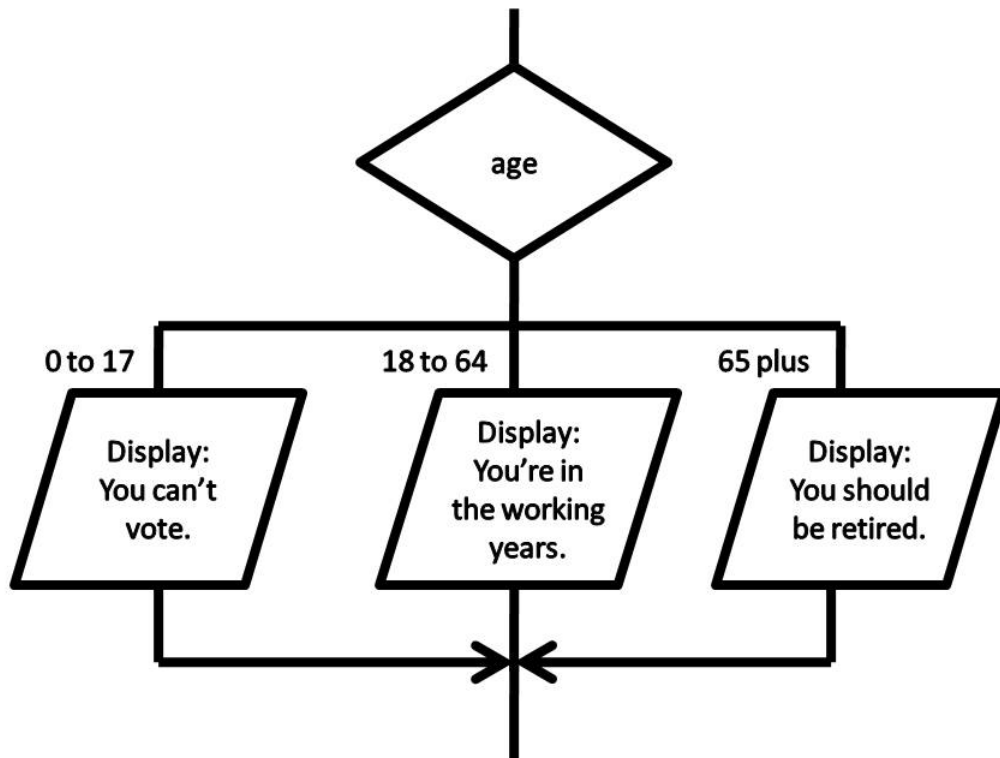 age
0 to 17
18 to 64
65 plus
Display:
You can’t
vote.
Display:
You’re in
the working
years.
Display:
You should
be retired.